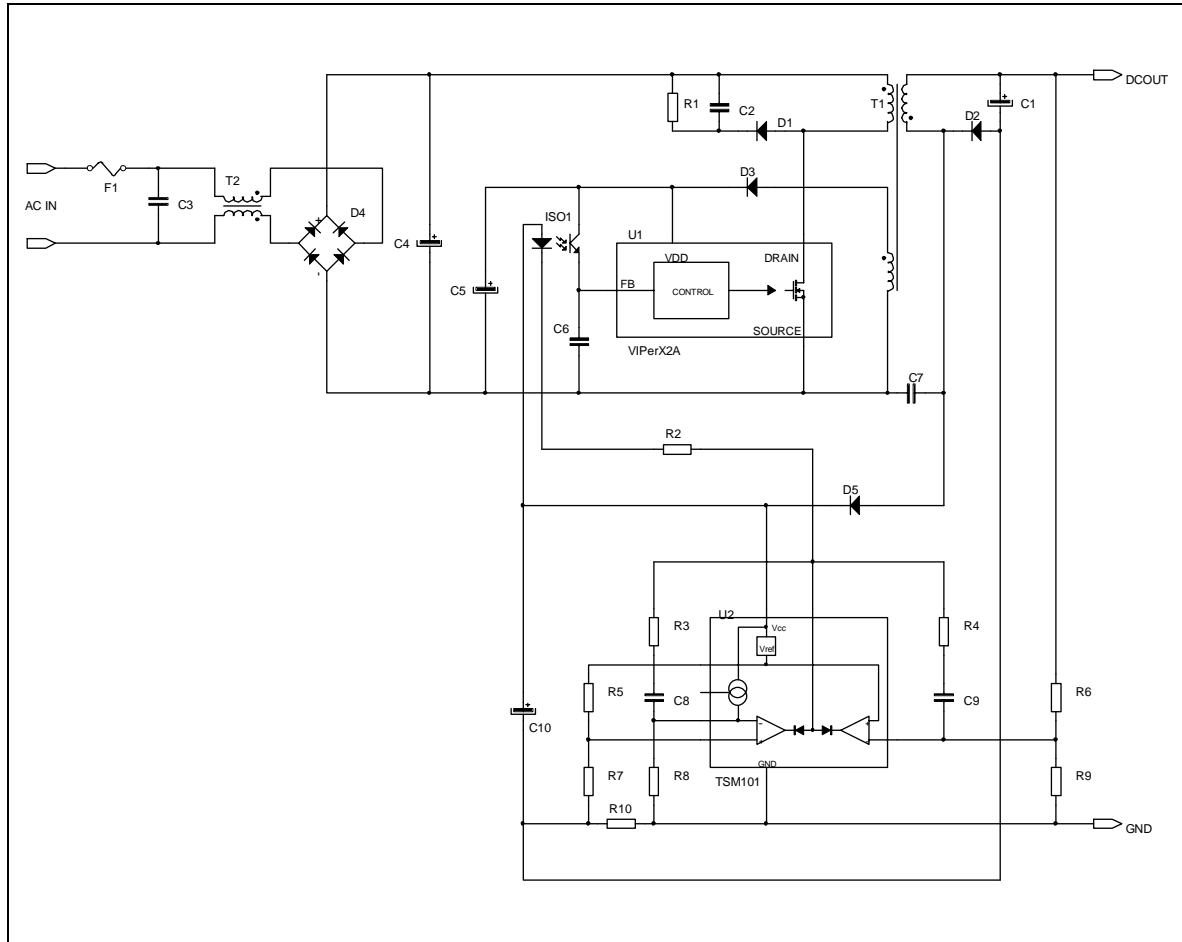 DCOUT
R1
C2
T1
C1
D1
D2
AC IN
F1
C3
T2
D4
D3
ISO1
C4
U1
VDD
DRAIN
C5
FB
CONTROL
C6
SOURCE
VIPerX2A
C7
R2
D5
U2
R3
Vcc
R4
Vref
R5
C8
C9
R6
C10
GND
R7
R8
TSM101
R9
R10
GND